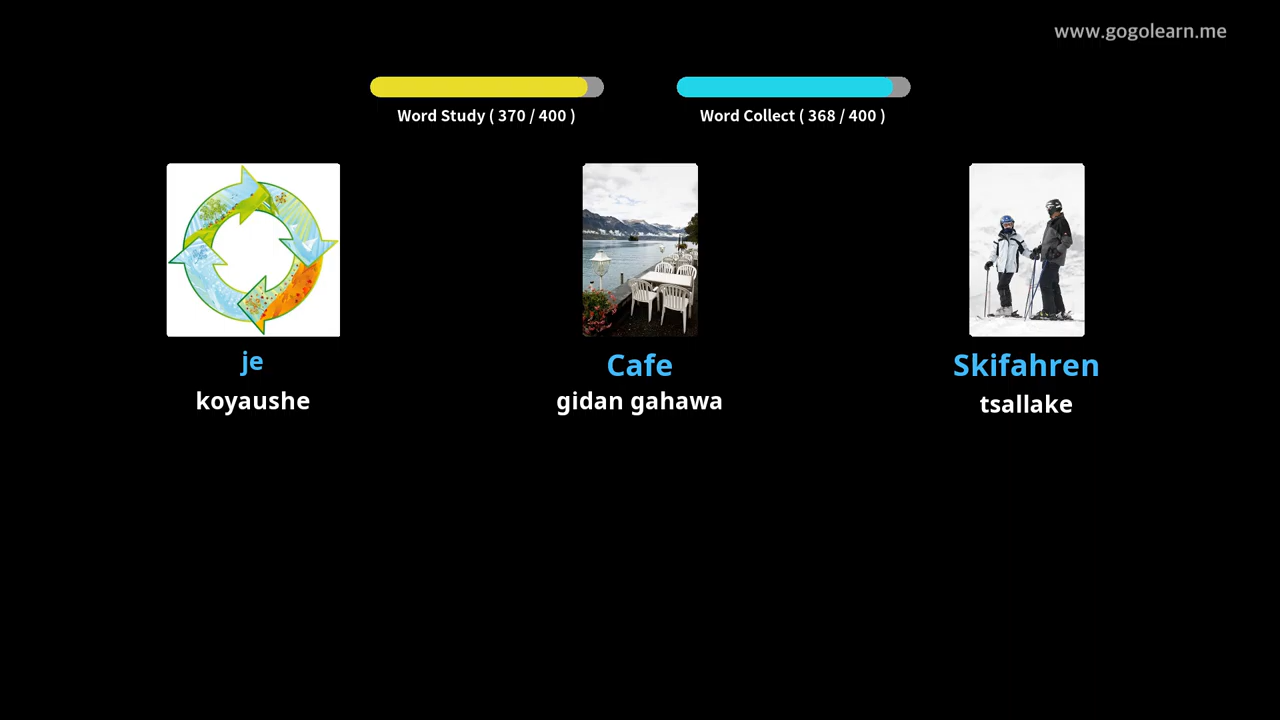 www.gogolearn.me
Word Study ( 370 / 400 )
Word Collect ( 368 / 400 )
je
Cafe
Skifahren
koyaushe
gidan gahawa
tsallake